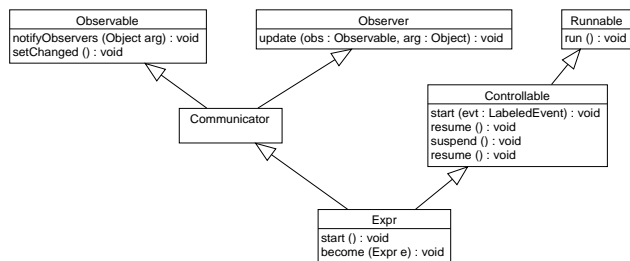 Observable
notifyObservers (Object arg) : void
setChanged () : void
Observer
update (obs : Observable, arg : Object) : void
Runnable
run () : void
Communicator
Controllable
start (evt : LabeledEvent) : void
resume () : void
suspend () : void
resume () : void
Expr
start () : void
become (Expr e) : void